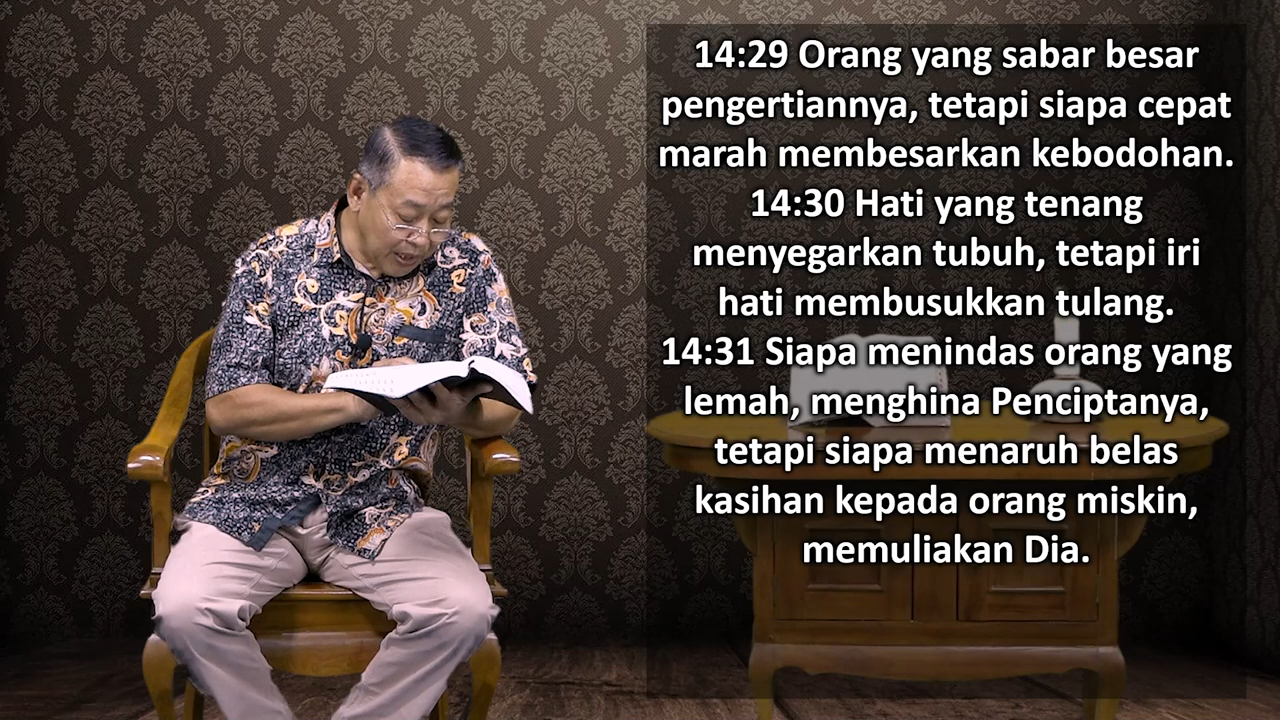 14:29 Orang yang sabar besar
pengertiannya, tetapi siapa cepat
marah membesarkan kebodohan.
14:30 Hati yang tenang
menyegarkan tubuh, tetapi iri
hati membusukkan tulang.
14:31 Siapa menindas orang yang
lemah, menghina Penciptanya,
tetapi siapa menaruh belas
kasihan kepada orang miskin,
memuliakan Dia.